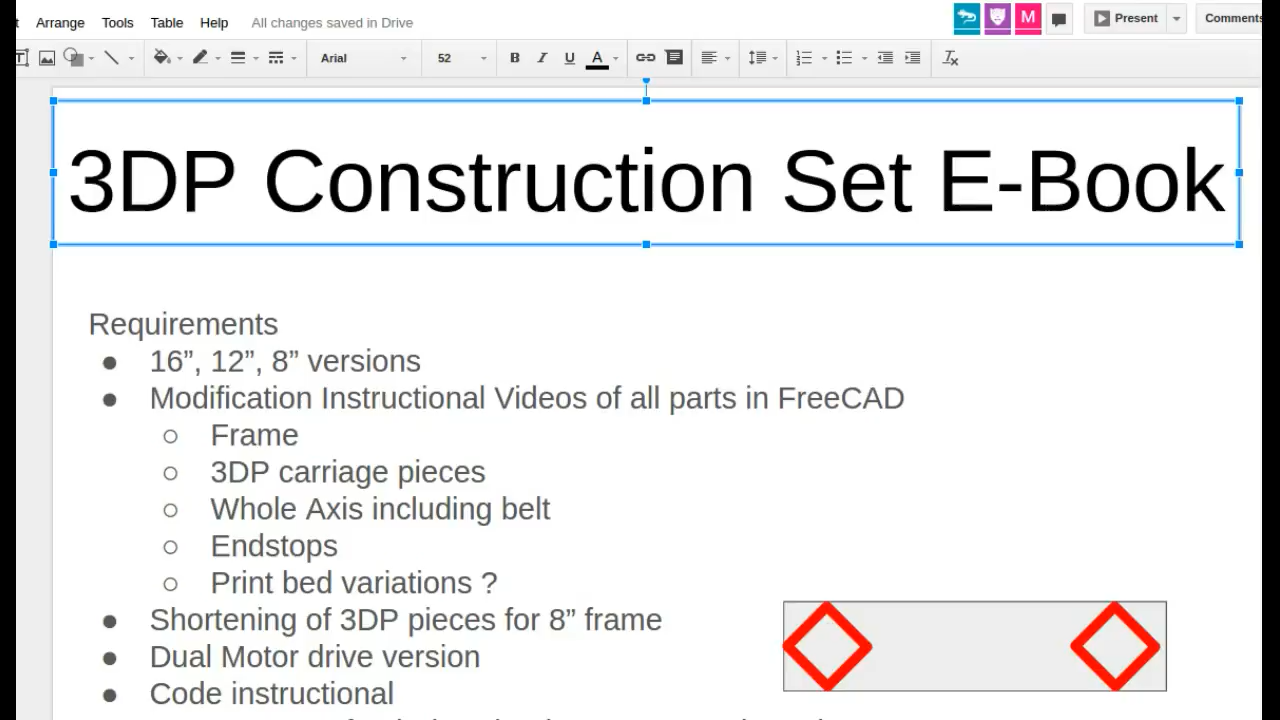 Arrange Tools Table Help All changes saved in Drive M Present Comments
Arial 52 B I U A
3DP Construction Set E-Book
Requirements
● 16”, 12”, 8” versions
● Modification Instructional Videos of all parts in FreeCAD
○ Frame
○ 3DP carriage pieces
○ Whole Axis including belt
○ Endstops
○ Print bed variations ?
● Shortening of 3DP pieces for 8” frame
● Dual Motor drive version
● Code instructional